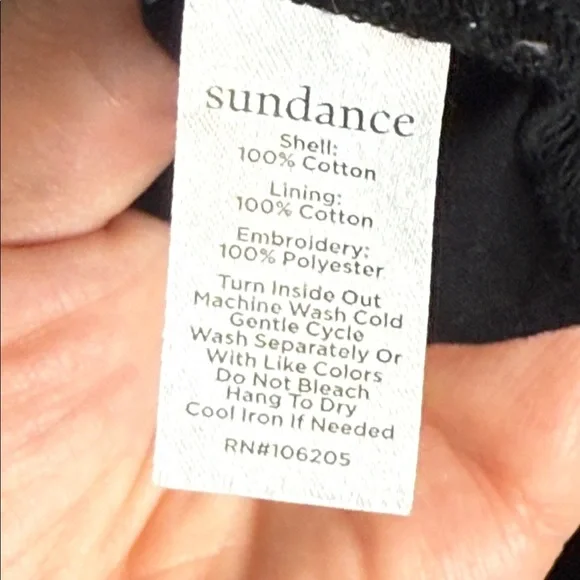 sundance
Shell:
100% Cotton
Lining:
100% Cotton
Embroidery:
100% Polyester
Turn Inside Out
Machine Wash Cold
Gentle Cycle
Wash Separately Or
With Like Colors
Do Not Bleach
Hang To Dry
Cool Iron If Needed
RN#106205